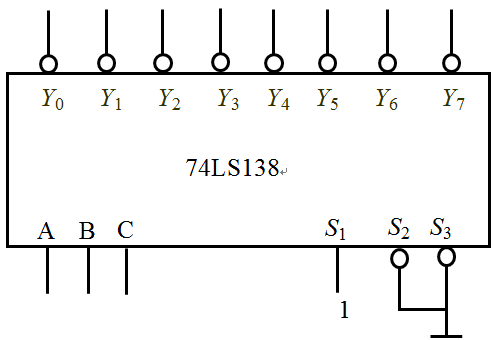 Y₀ Y₁ Y₂ Y₃ Y₄ Y₅ Y₆ Y₇
74LS138↵
A B C S₁ S₂ S₃
1